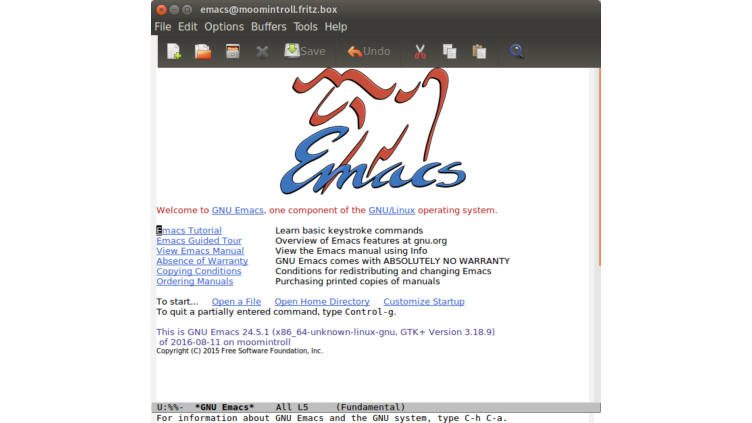 emacs@moomintroll.fritz.box
File Edit Options Buffers Tools Help
Save Undo
Emacs
Welcome to GNU Emacs, one component of the GNU/Linux operating system.
Emacs Tutorial Learn basic keystroke commands
Emacs Guided Tour Overview of Emacs features at gnu.org
View Emacs Manual View the Emacs manual using Info
Absence of Warranty GNU Emacs comes with ABSOLUTELY NO WARRANTY
Copying Conditions Conditions for redistributing and changing Emacs
Ordering Manuals Purchasing printed copies of manuals
To start... Open a File Open Home Directory Customize Startup
To quit a partially entered command, type Control-g.
This is GNU Emacs 24.5.1 (x86_64-unknown-linux-gnu, GTK+ Version 3.18.9)
of 2016-08-11 on moomintroll
Copyright (C) 2015 Free Software Foundation, Inc.
U:%%- *GNU Emacs* All L5 (Fundamental)
For information about GNU Emacs and the GNU system, type C-h C-a.